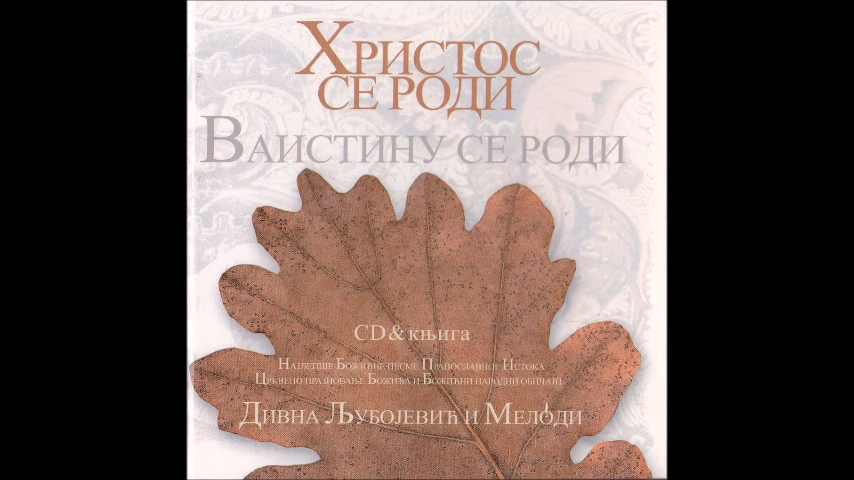 Христос
се роди
Ваистину се роди
CD & књига
Најлепше Божићне песме Православног Истока
Црквено празновање Божића и Божићни народни обичаји
Дивна Љубојевић и Мелоди